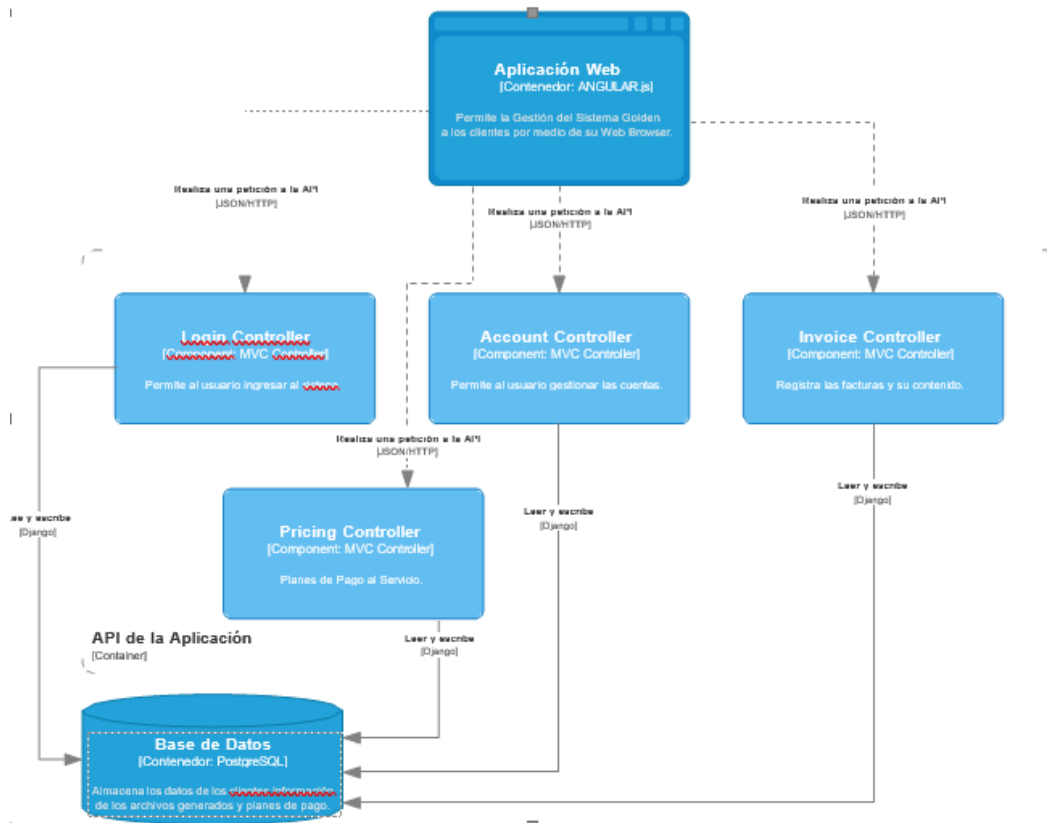 Aplicación Web
[Contenedor: ANGULAR.js]
Permite la Gestión del Sistema Golden
a los clientes por medio de su Web Browser.
Realiza una petición a la API
[JSON/HTTP]
Realiza una petición a la API
[JSON/HTTP]
Realiza una petición a la API
[JSON/HTTP]
Login Controller
[Component: MVC Controller]
Permite al usuario ingresar al sistema.
Account Controller
[Component: MVC Controller]
Permite al usuario gestionar las cuentas.
Invoice Controller
[Component: MVC Controller]
Registra las facturas y su contenido.
Realiza una petición a la API
[JSON/HTTP]
Pricing Controller
[Component: MVC Controller]
Planes de Pago al Servicio.
y escribe
[Django]
Leer y escribe
[Django]
Leer y escribe
[Django]
API de la Aplicación
[Container]
Leer y escribe
[Django]
Base de Datos
[Contenedor: PostgreSQL]
Almacena los datos de los clientes información
de los archivos generados y planes de pago.